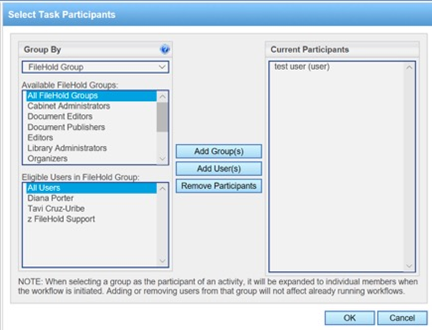 Select Task Participants
Group By
FileHold Group
Available FileHold Groups:
All FileHold Groups
Cabinet Administrators
Document Editors
Document Publishers
Editors
Library Administrators
Organizers
Eligible Users in FileHold Group:
All Users
Diana Porter
Tavi Cruz-Uribe
z FileHold Support
Add Group(s)
Add User(s)
Remove Participants
Current Participants
test user (user)
NOTE: When selecting a group as the participant of an activity, it will be expanded to individual members when
the workflow is initiated. Adding or removing users from that group will not affect already running workflows.
OK
Cancel